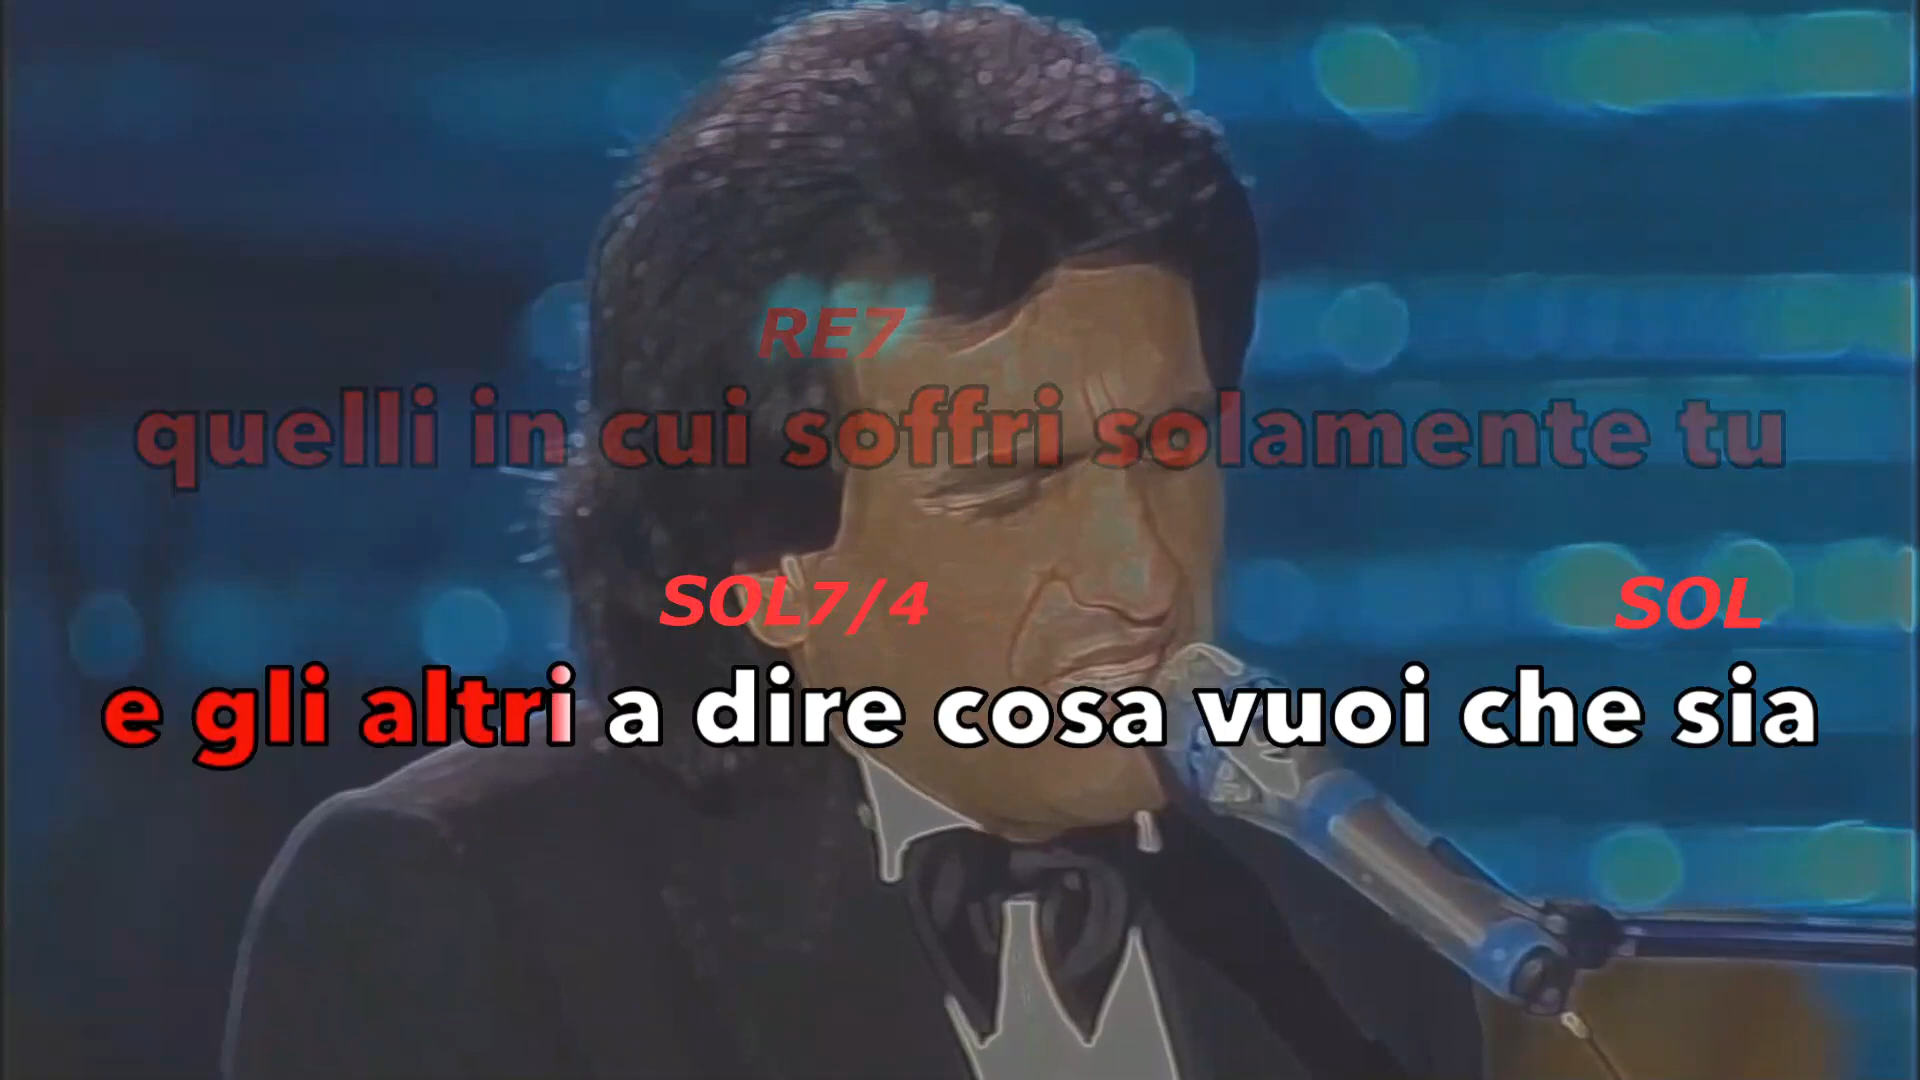 RE7
quelli in cui soffri solamente tu
SOL7/4 SOL
e gli altri a dire cosa vuoi che sia